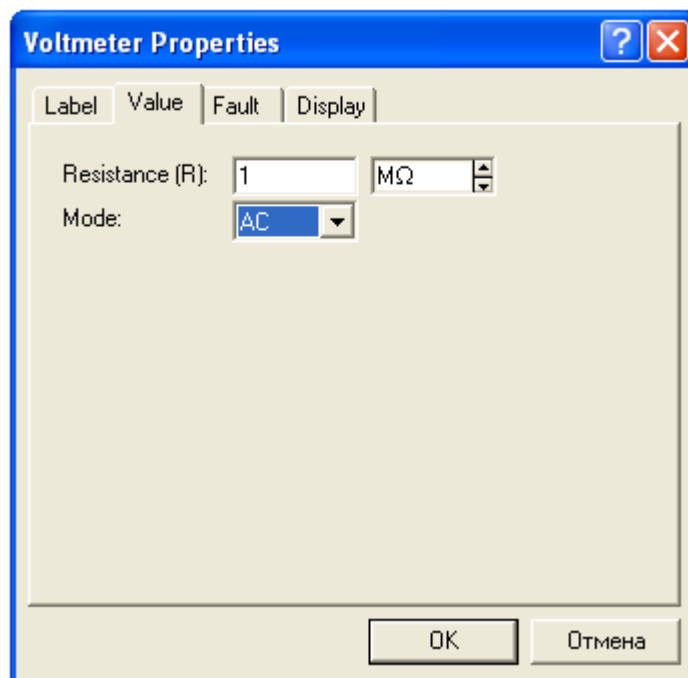 Voltmeter Properties
Label Value Fault Display
Resistance (R): 1 MΩ
Mode: AC
OK Отмена